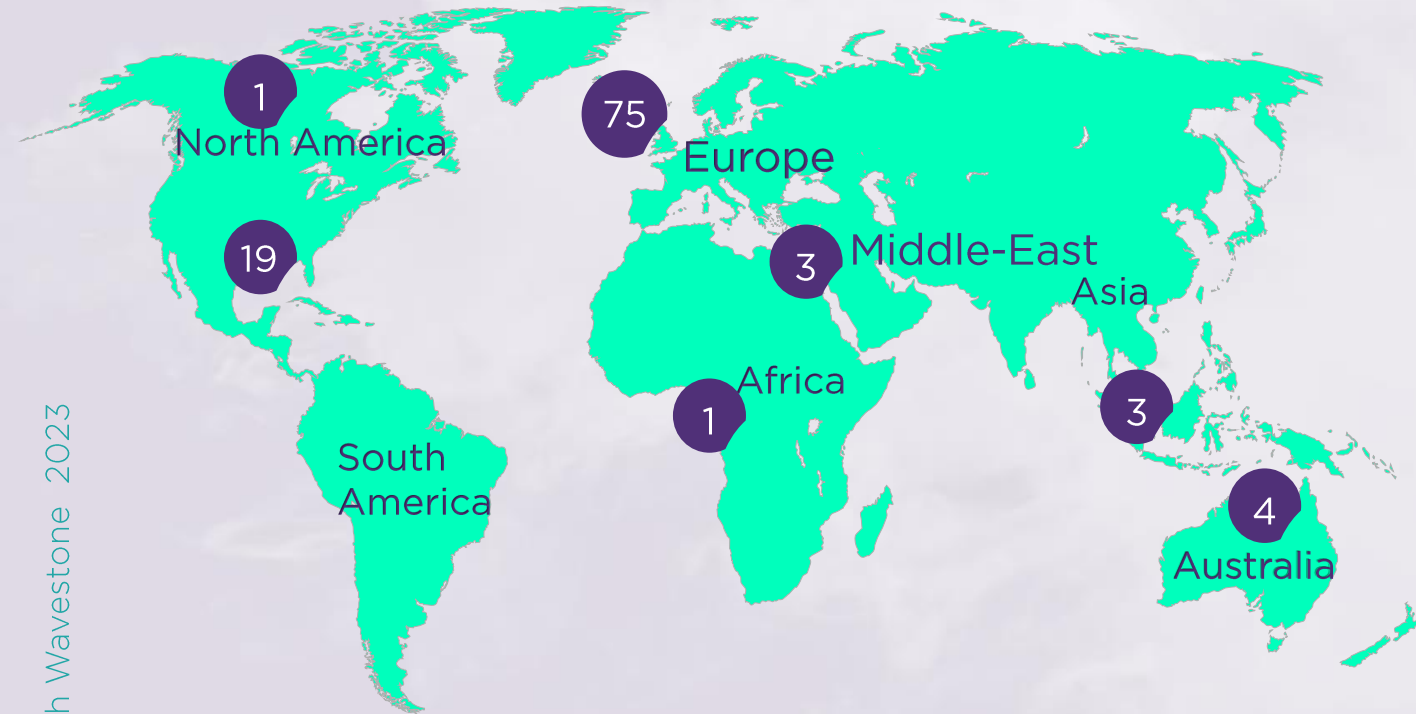 1
North America
75
Europe
19
3
Middle-East
Asia
Africa
1
3
South
America
4
Australia
Wavestone 2023